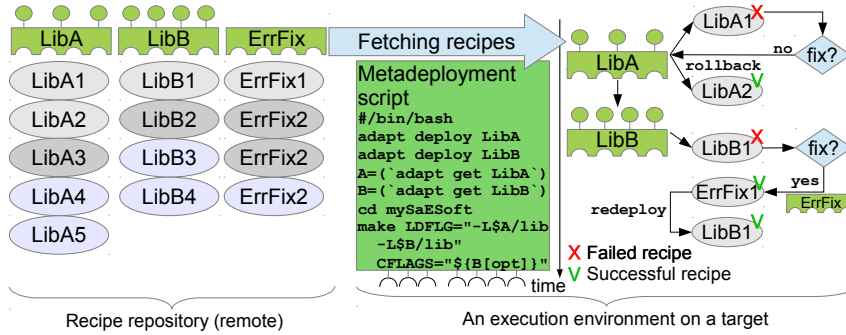 LibA LibB ErrFix
LibA1 LibB1 ErrFix1
LibA2 LibB2 ErrFix2
LibA3 LibB3 ErrFix2
LibA4 LibB4 ErrFix2
LibA5
Recipe repository (remote)
Fetching recipes
Metadeployment
script
#/bin/bash
adapt deploy LibA
adapt deploy LibB
A=(`adapt get LibA`)
B=(`adapt get LibB`)
cd mySaESoft
make LDFLG="-L$A/lib
-L$B/lib"
CFLAGS="${B[opt]}"
time
LibA1 X
no
fix?
LibA
rollback
LibA2 V
LibB
LibB1 X
fix?
yes
ErrFix1 V
ErrFix
redeploy
LibB1 V
X Failed recipe
V Successful recipe
An execution environment on a target